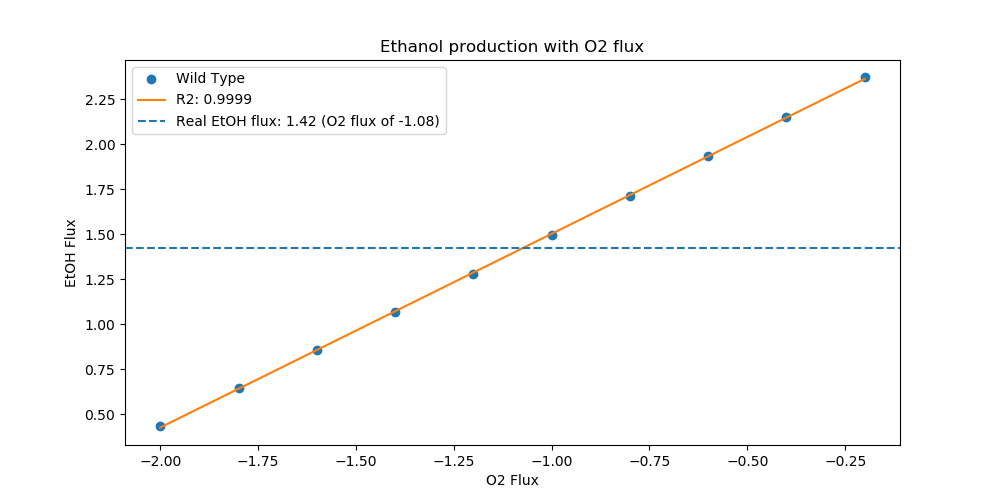 Ethanol production with O2 flux
Wild Type
R2: 0.9999
Real EtOH flux: 1.42 (O2 flux of -1.08)
EtOH Flux
2.25
2.00
1.75
1.50
1.25
1.00
0.75
0.50
−2.00 −1.75 −1.50 −1.25 −1.00 −0.75 −0.50 −0.25
O2 Flux